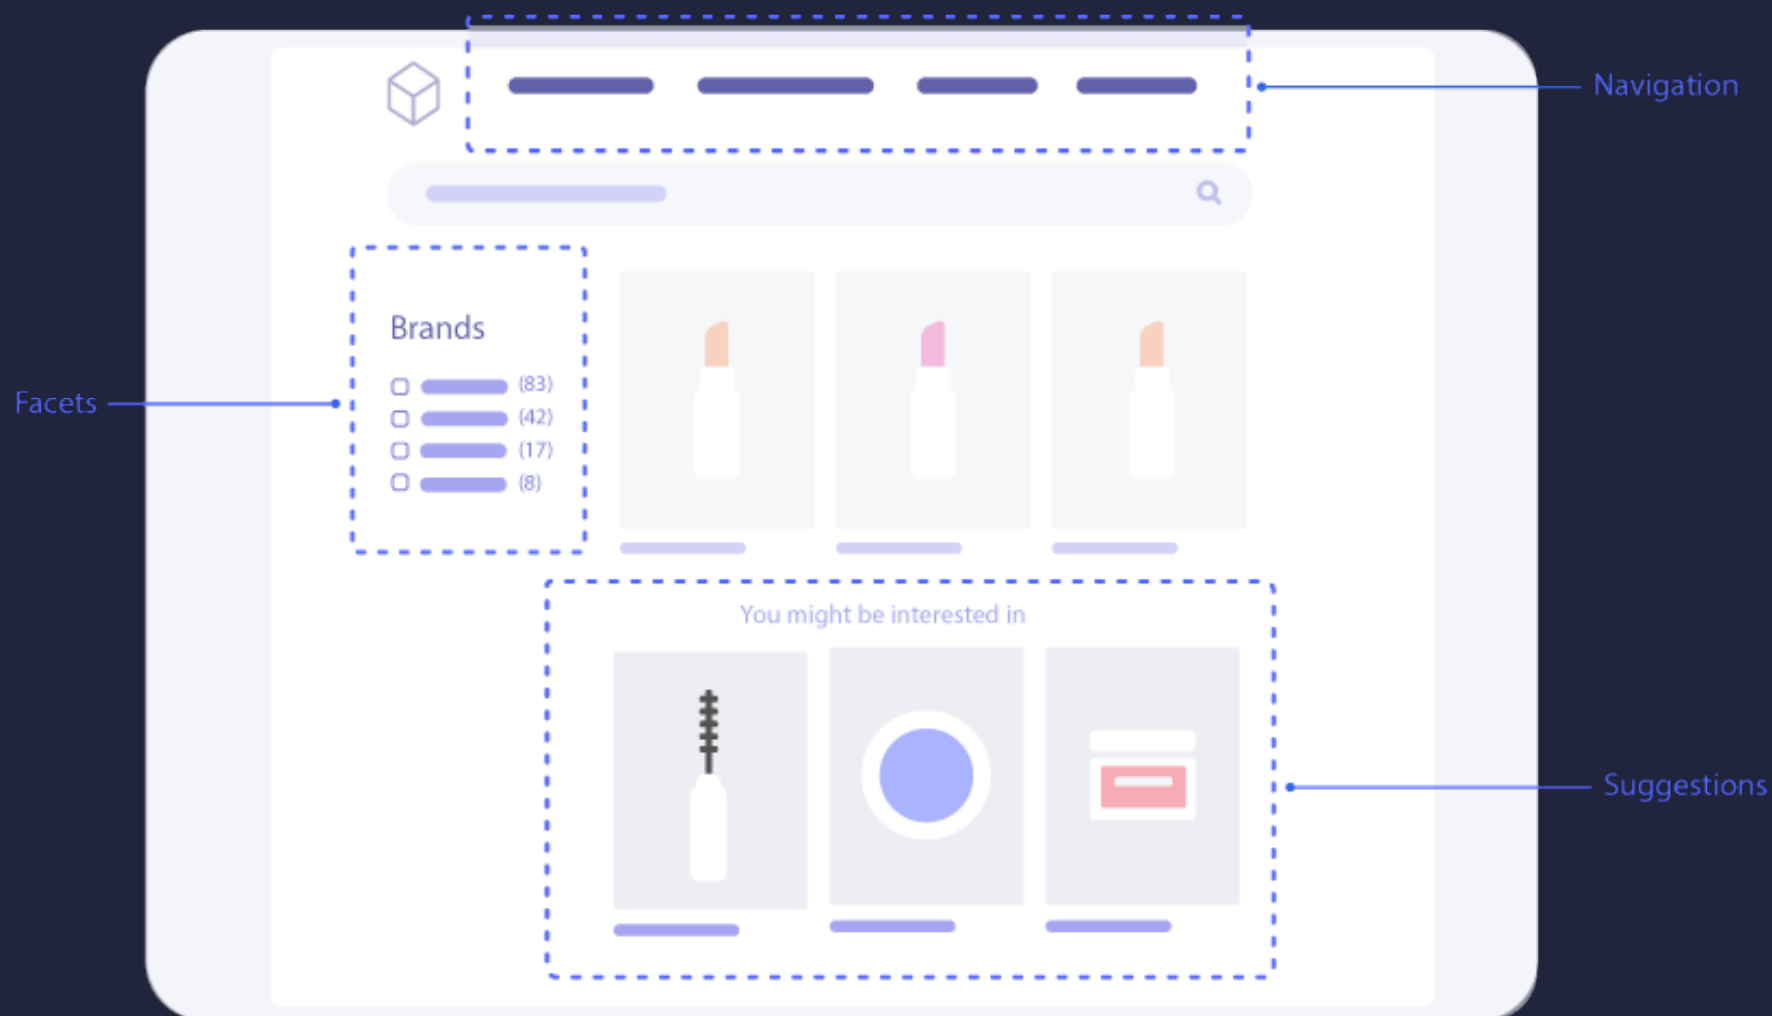 Navigation
Brands
(83)
(42)
(17)
(8)
Facets
You might be interested in
Suggestions